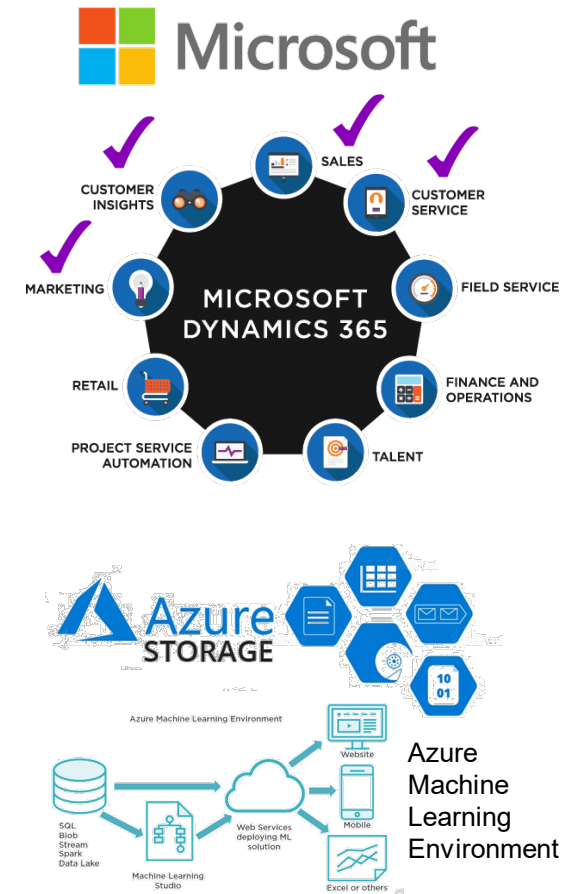 Microsoft
SALES
CUSTOMER
INSIGHTS
CUSTOMER
SERVICE
MARKETING
FIELD SERVICE
MICROSOFT
DYNAMICS 365
RETAIL
FINANCE AND
OPERATIONS
PROJECT SERVICE
AUTOMATION
TALENT
Azure
STORAGE
10
01
Azure Machine Learning Environment
Website
Azure
Machine
Learning
Environment
Mobile
SQL
Blob
Stream
Spark
Data Lake
Web Services
deploying ML
solution
Machine Learning
Studio
Excel or others